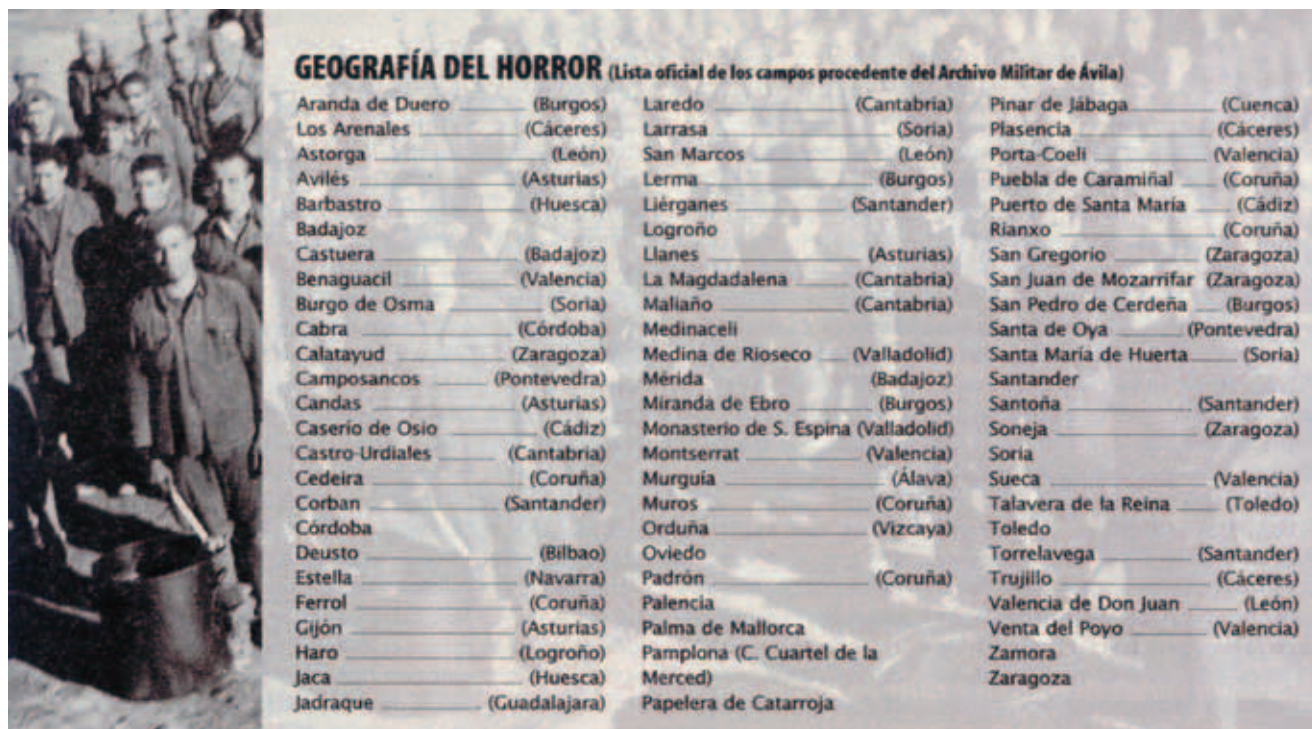 GEOGRAFÍA DEL HORROR (Lista oficial de los campos procedente del Archivo Militar de Ávila)
Aranda de Duero (Burgos)
Los Arenales (Cáceres)
Astorga (León)
Avilés (Asturias)
Barbastro (Huesca)
Badajoz
Castuera (Badajoz)
Benaguacil (Valencia)
Burgo de Osma (Soria)
Cabra (Córdoba)
Calatayud (Zaragoza)
Camposancos (Pontevedra)
Candas (Asturias)
Caserío de Osio (Cádiz)
Castro-Urdiales (Cantabria)
Cedeira (Coruña)
Corban (Santander)
Córdoba
Deusto (Bilbao)
Estella (Navarra)
Ferrol (Coruña)
Gijón (Asturias)
Haro (Logroño)
Jaca (Huesca)
Jadraque (Guadalajara)
Laredo (Cantabria)
Larrasa (Soria)
San Marcos (León)
Lerma (Burgos)
Liérganes (Santander)
Logroño
Llanes (Asturias)
La Magdadalena (Cantabria)
Maliaño (Cantabria)
Medinaceli
Medina de Rioseco (Valladolid)
Mérida (Badajoz)
Miranda de Ebro (Burgos)
Monasterio de S. Espina (Valladolid)
Montserrat (Valencia)
Murguía (Álava)
Muros (Coruña)
Orduña (Vizcaya)
Oviedo
Padrón (Coruña)
Palencia
Palma de Mallorca
Pamplona (C. Cuartel de la
Merced)
Papelera de Catarroja
Pinar de Jábaga (Cuenca)
Plasencia (Cáceres)
Porta-Coeli (Valencia)
Puebla de Caramiñal (Coruña)
Puerto de Santa María (Cádiz)
Rianxo (Coruña)
San Gregorio (Zaragoza)
San Juan de Mozarrifar (Zaragoza)
San Pedro de Cerdeña (Burgos)
Santa de Oya (Pontevedra)
Santa María de Huerta (Soria)
Santander
Santoña (Santander)
Soneja (Zaragoza)
Soria
Sueca (Valencia)
Talavera de la Reina (Toledo)
Toledo
Torrelavega (Santander)
Trujillo (Cáceres)
Valencia de Don Juan (León)
Venta del Poyo (Valencia)
Zamora
Zaragoza